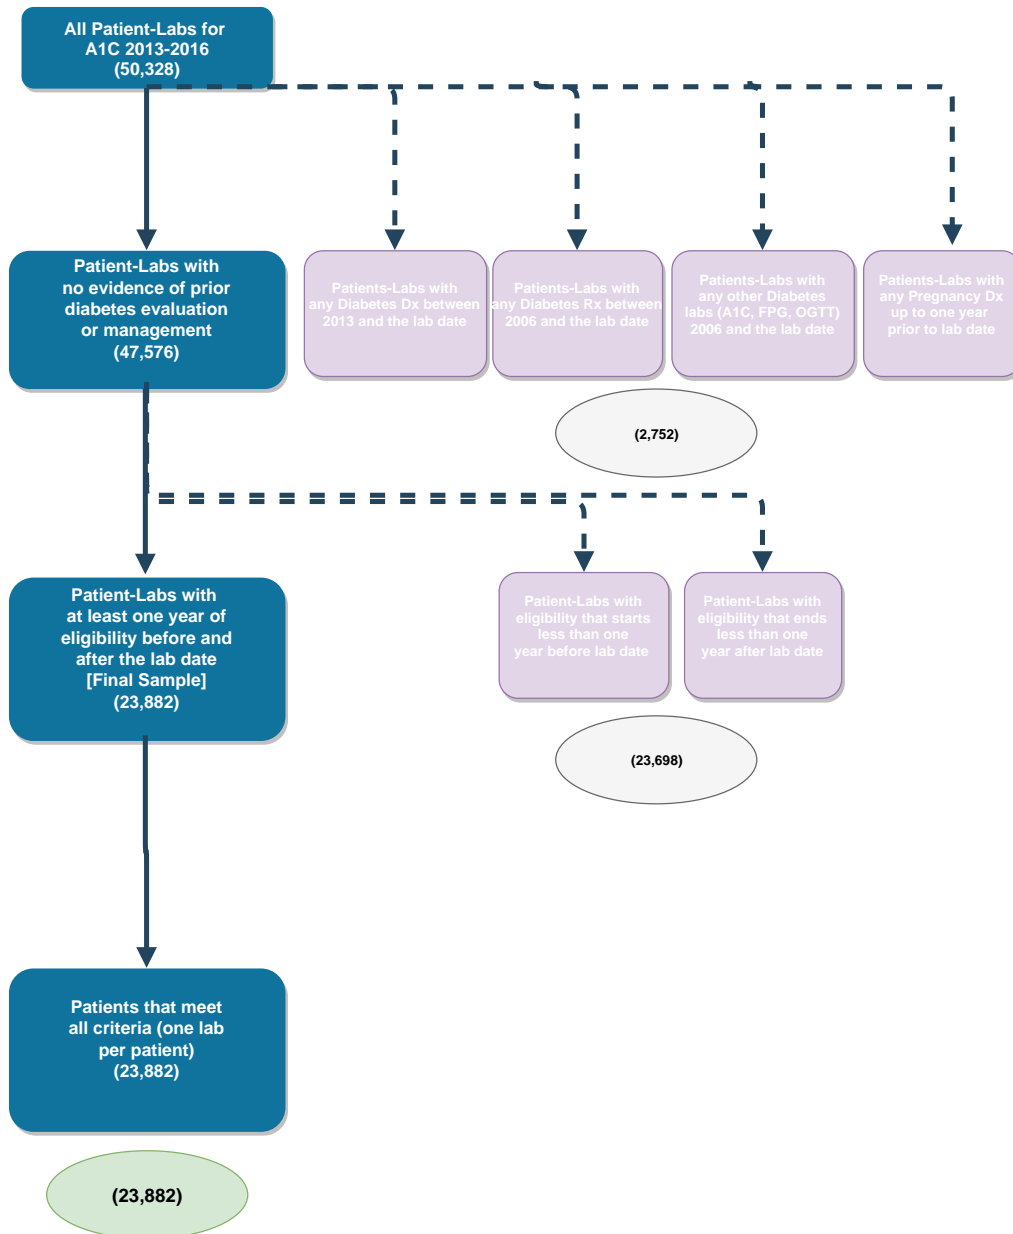 All Patient-Labs for
A1C 2013-2016
(50,328)
Patient-Labs with
no evidence of prior
diabetes evaluation
or management
(47,576)
Patients-Labs with
any Diabetes Dx between
2013 and the lab date
Patients-Labs with
any Diabetes Rx between
2006 and the lab date
Patients-Labs with
any other Diabetes
labs (A1C, FPG, OGTT)
2006 and the lab date
Patients-Labs with
any Pregnancy Dx
up to one year
prior to lab date
(2,752)
Patient-Labs with
at least one year of
eligibility before and
after the lab date
[Final Sample]
(23,882)
Patient-Labs with
eligibility that starts
less than one
year before lab date
Patient-Labs with
eligibility that ends
less than one
year after lab date
(23,698)
Patients that meet
all criteria (one lab
per patient)
(23,882)
(23,882)